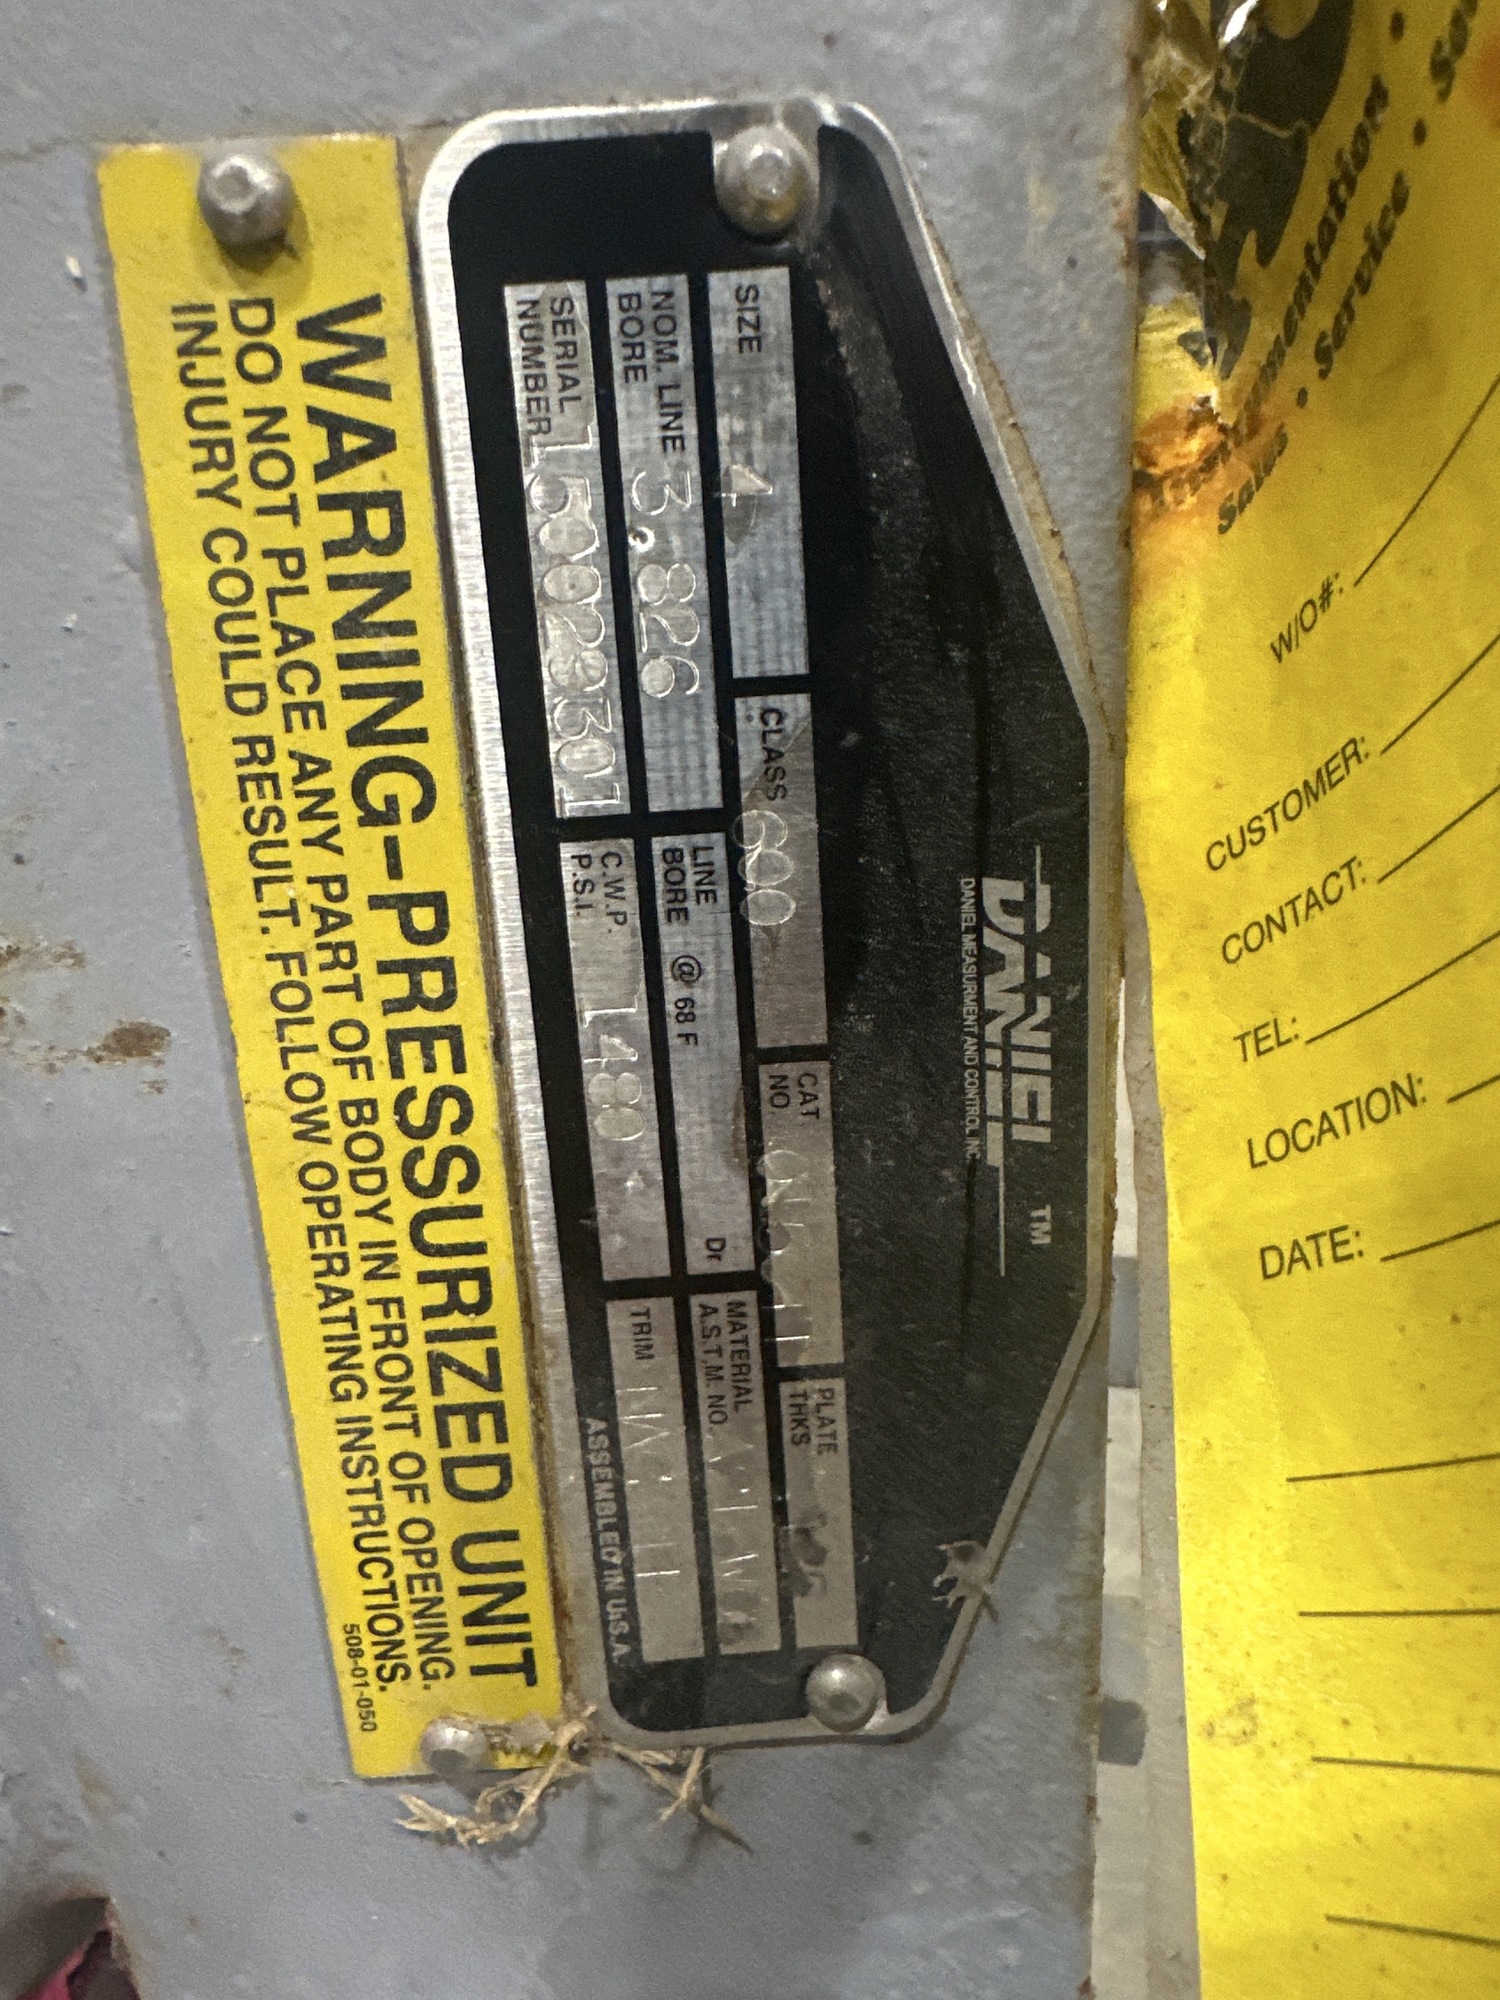 DANIEL ™
DANIEL MEASURMENT AND CONTROL INC.
SIZE 4
CLASS 600
CAT. NO.
PLATE THKS
NOM. LINE BORE 3.826
LINE BORE @ 68 F Dr
MATERIAL A.S.T.M. NO.
SERIAL NUMBER
C.W.P. P.S.I. 1480
TRIM
ASSEMBLED IN U.S.A.
WARNING-PRESSURIZED UNIT
DO NOT PLACE ANY PART OF BODY IN FRONT OF OPENING.
INJURY COULD RESULT. FOLLOW OPERATING INSTRUCTIONS.
508-01-050
Service
Sales
W/O#:
CUSTOMER:
CONTACT:
TEL:
LOCATION:
DATE: